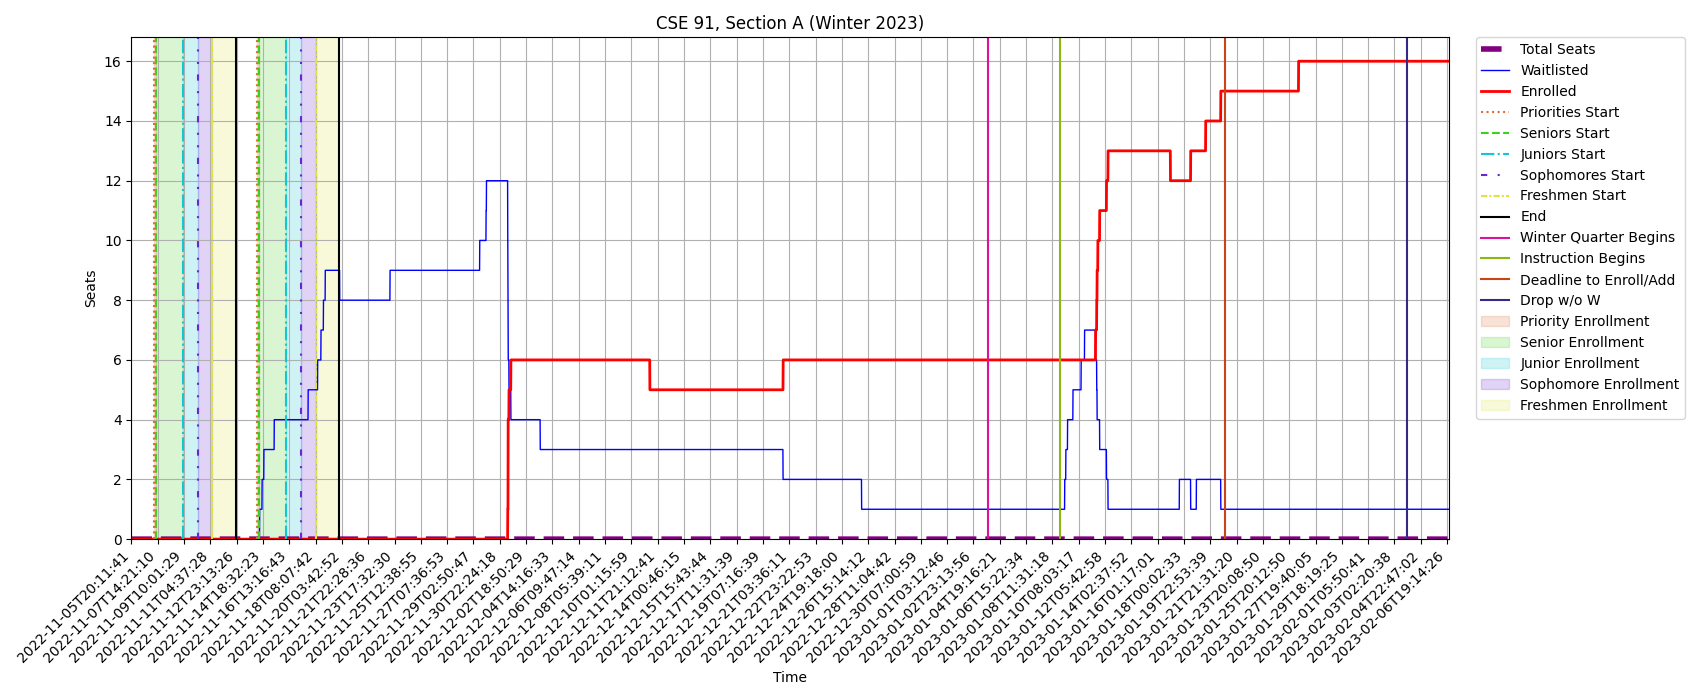 CSE 91, Section A (Winter 2023)
Seats
16
14
12
10
8
6
4
2
0
2022-11-05T20:11:41
2022-11-07T14:21:10
2022-11-09T10:01:29
2022-11-11T04:37:28
2022-11-12T23:13:26
2022-11-14T18:32:23
2022-11-16T13:16:43
2022-11-18T08:07:42
2022-11-20T03:42:52
2022-11-21T22:28:36
2022-11-23T17:32:30
2022-11-25T12:38:55
2022-11-27T07:36:53
2022-11-29T02:50:47
2022-11-30T22:24:18
2022-12-02T18:50:29
2022-12-04T14:16:33
2022-12-06T09:47:14
2022-12-08T05:39:11
2022-12-10T01:15:59
2022-12-11T21:12:41
2022-12-14T00:46:15
2022-12-15T15:43:44
2022-12-17T11:31:39
2022-12-19T07:16:39
2022-12-21T03:36:11
2022-12-22T23:22:53
2022-12-24T19:18:00
2022-12-26T15:14:12
2022-12-28T11:04:42
2022-12-30T07:00:59
2023-01-01T03:12:46
2023-01-02T23:13:56
2023-01-04T19:16:21
2023-01-06T15:22:34
2023-01-08T11:31:18
2023-01-10T08:03:17
2023-01-12T05:42:58
2023-01-14T02:37:52
2023-01-16T01:17:01
2023-01-18T00:02:33
2023-01-19T22:53:39
2023-01-21T21:31:20
2023-01-23T20:08:50
2023-01-25T20:12:50
2023-01-27T19:40:05
2023-01-29T18:19:25
2023-02-01T05:50:41
2023-02-03T02:20:38
2023-02-04T22:47:02
2023-02-06T19:14:26
Time
Total Seats
Waitlisted
Enrolled
Priorities Start
Seniors Start
Juniors Start
Sophomores Start
Freshmen Start
End
Winter Quarter Begins
Instruction Begins
Deadline to Enroll/Add
Drop w/o W
Priority Enrollment
Senior Enrollment
Junior Enrollment
Sophomore Enrollment
Freshmen Enrollment